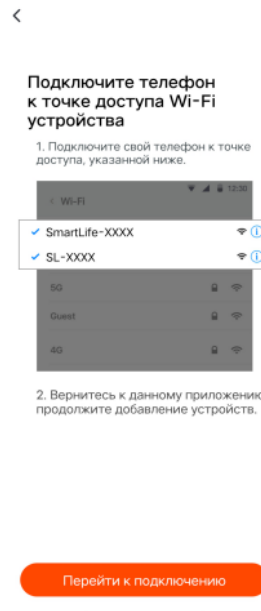 Подключите телефон
к точке доступа Wi-Fi
устройства
1. Подключите свой телефон к точке
доступа, указанной ниже.
12:30
< Wi-Fi
SmartLife-XXXX
SL-XXXX
5G
Guest
4G
2. Вернитесь к данному приложению
продолжите добавление устройств.
Перейти к подключению